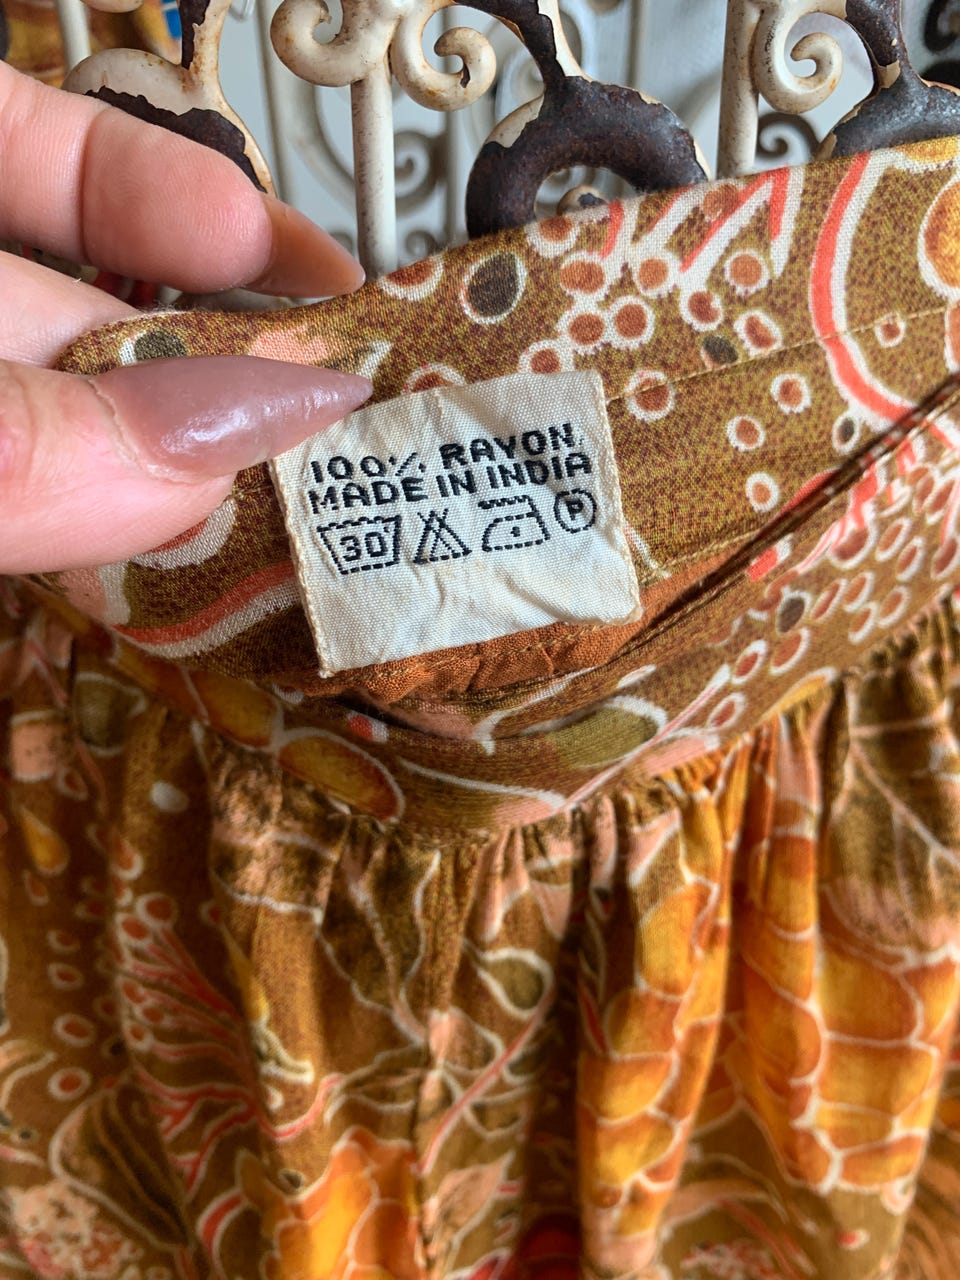 100% RAYON.
MADE IN INDIA
30 P